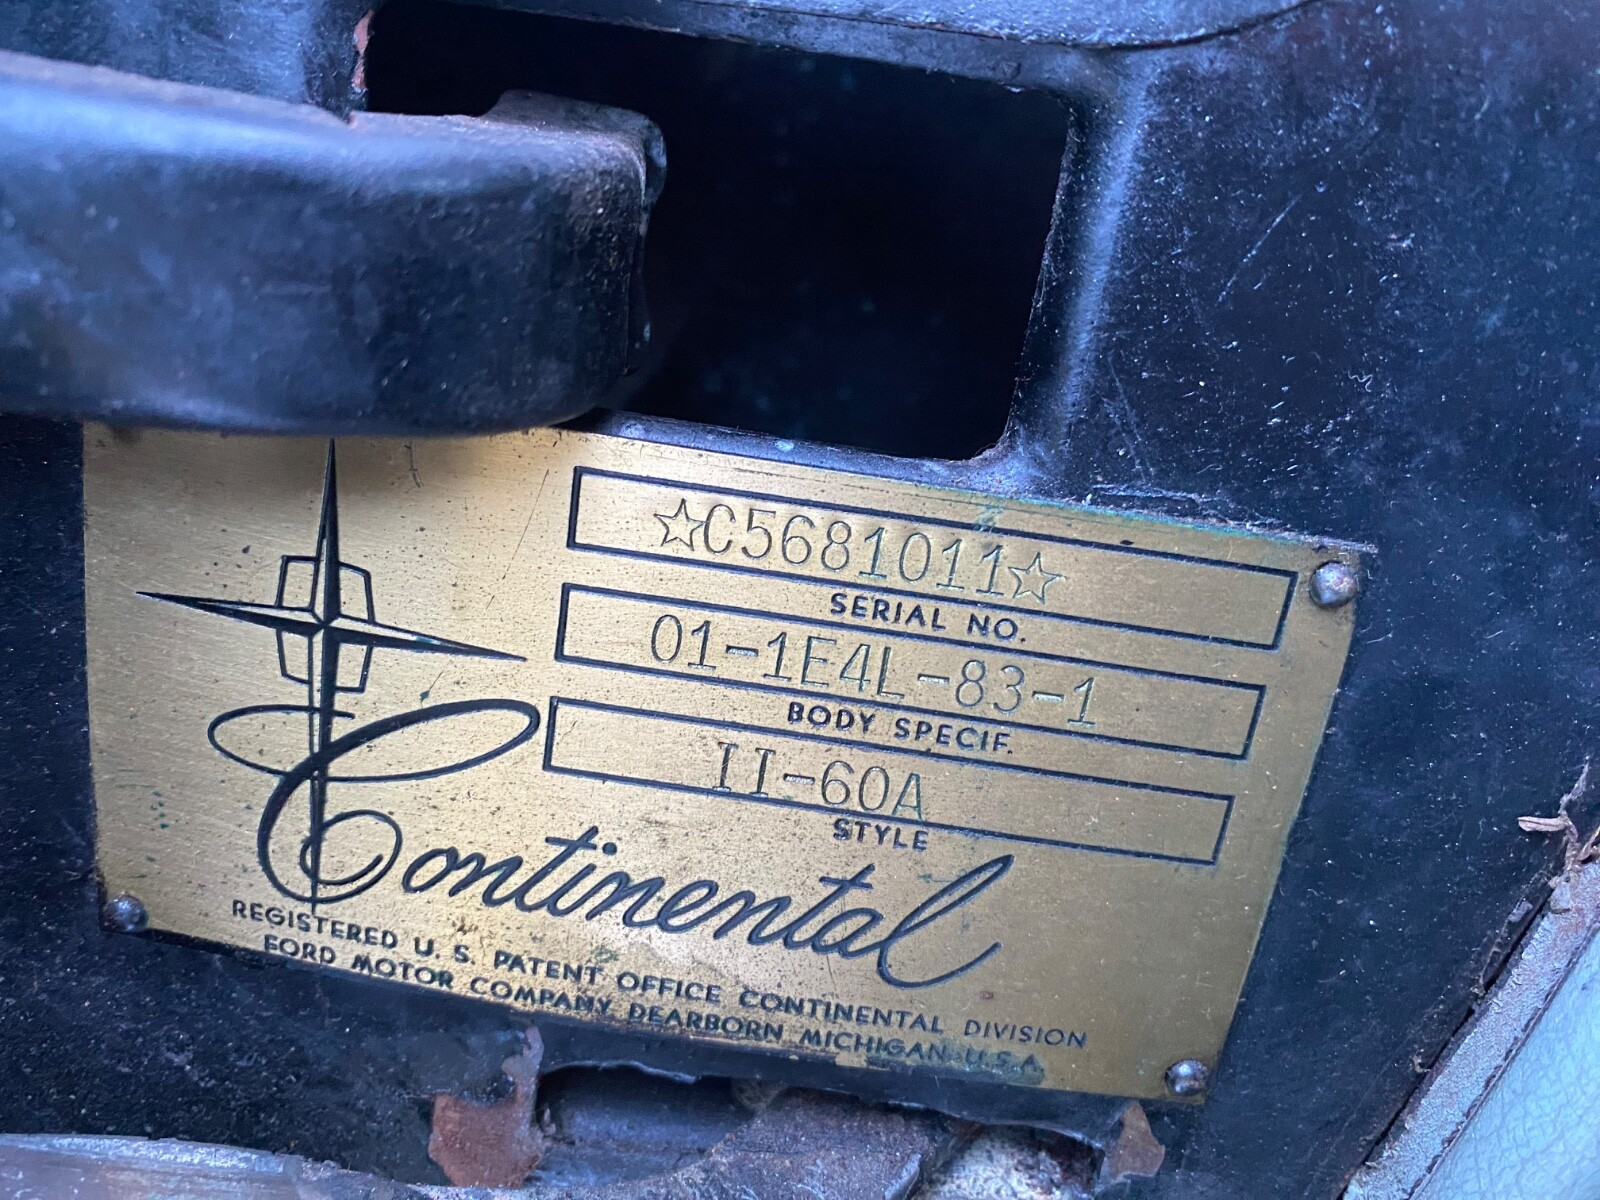 ☆C5681011☆
SERIAL NO.
01-1E4L-83-1
BODY SPECIF.
II-60A
STYLE
Continental
REGISTERED U. S. PATENT OFFICE CONTINENTAL DIVISION
FORD MOTOR COMPANY DEARBORN MICHIGAN U.S.A